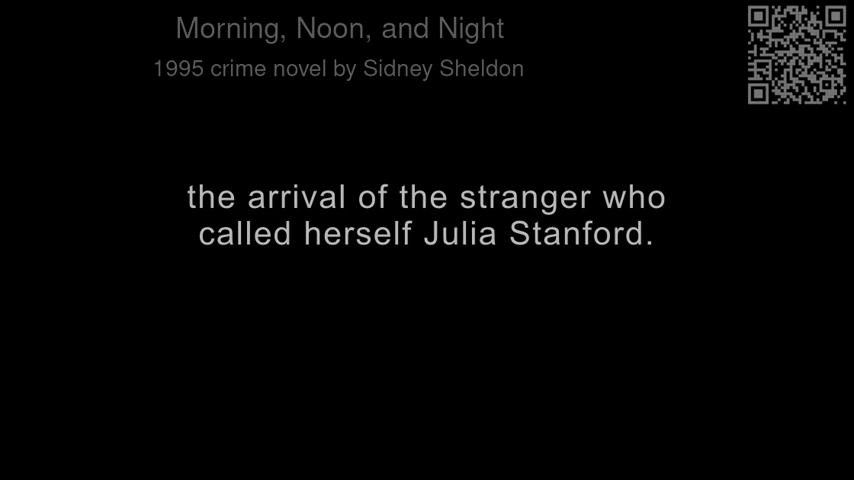 Morning, Noon, and Night
1995 crime novel by Sidney Sheldon
the arrival of the stranger who
called herself Julia Stanford.